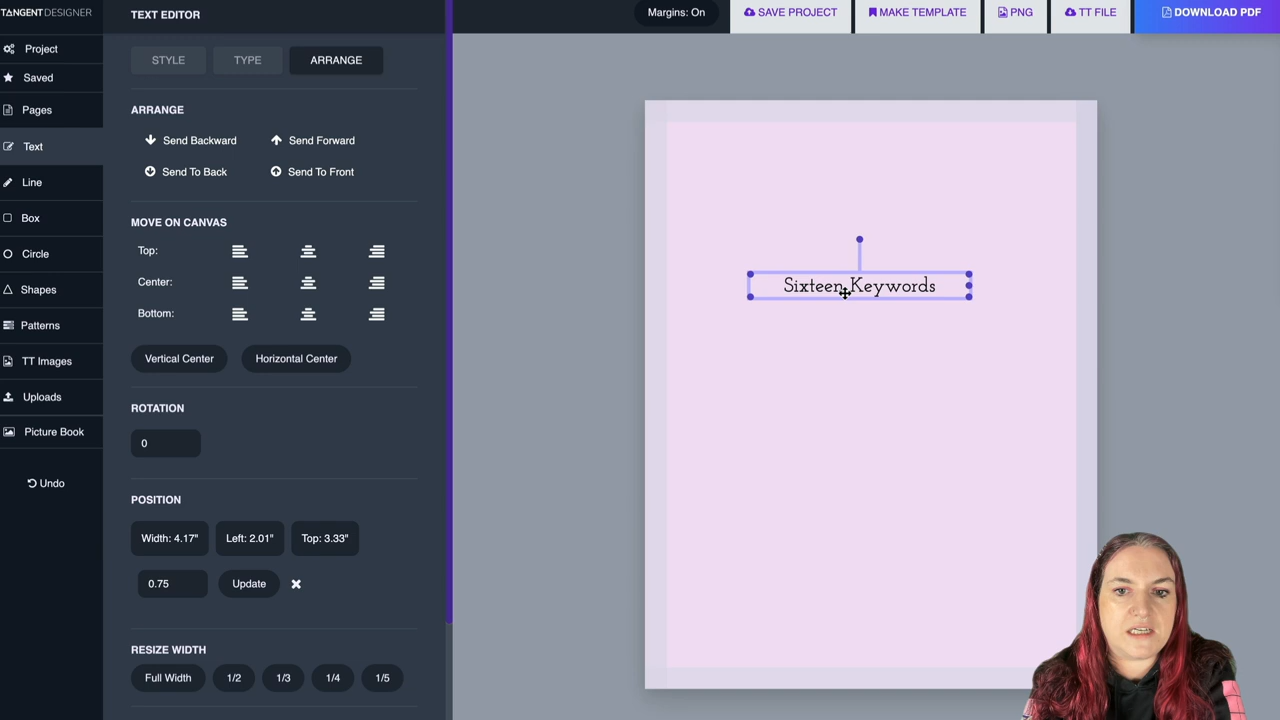 TANGENT DESIGNER
TEXT EDITOR
Margins: On
SAVE PROJECT
MAKE TEMPLATE
PNG
TT FILE
DOWNLOAD PDF
Project
Saved
Pages
Text
Line
Box
Circle
Shapes
Patterns
TT Images
Uploads
Picture Book
Undo
STYLE
TYPE
ARRANGE
ARRANGE
Send Backward
Send Forward
Send To Back
Send To Front
MOVE ON CANVAS
Top:
Center:
Bottom:
Vertical Center
Horizontal Center
ROTATION
0
POSITION
Width: 4.17"
Left: 2.01"
Top: 3.33"
0.75
Update
RESIZE WIDTH
Full Width
1/2
1/3
1/4
1/5
Sixteen Keywords